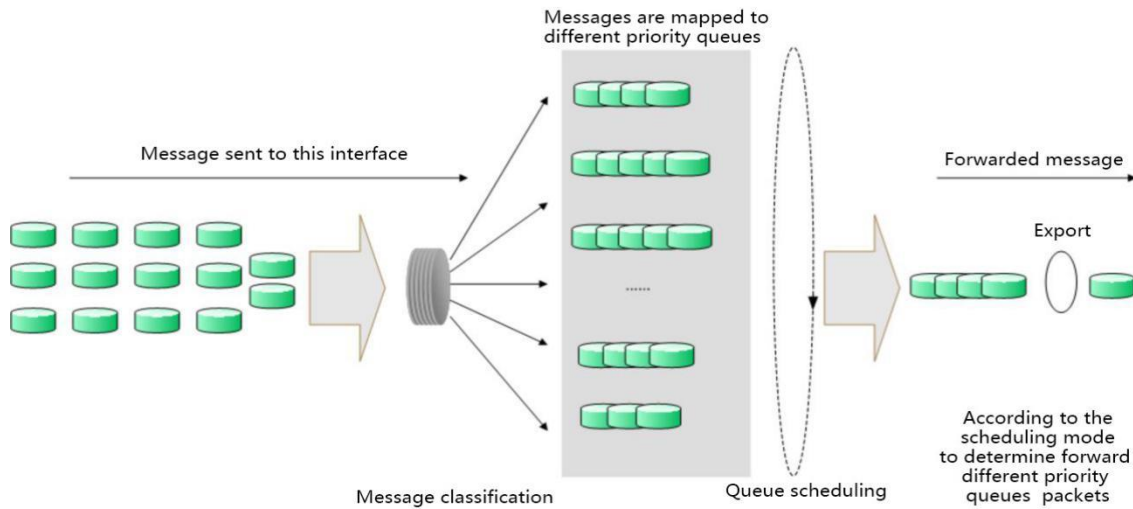 Messages are mapped to
different priority queues
Message sent to this interface
Forwarded message
Export
......
According to the
scheduling mode
to determine forward
different priority
queues packets
Message classification
Queue scheduling